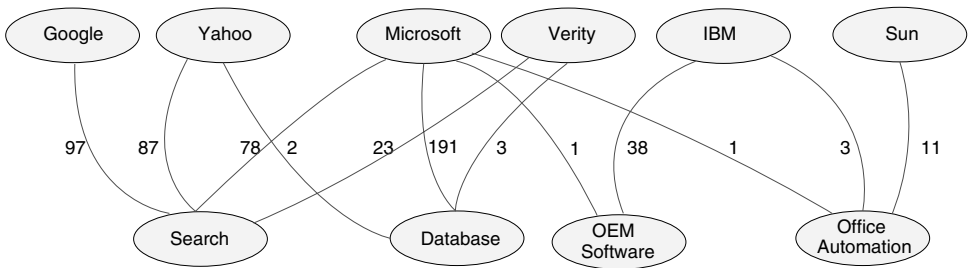 Google Yahoo Microsoft Verity IBM Sun
97 87 78 2 23 191 3 1 38 1 3 11
Search Database OEM Software Office Automation